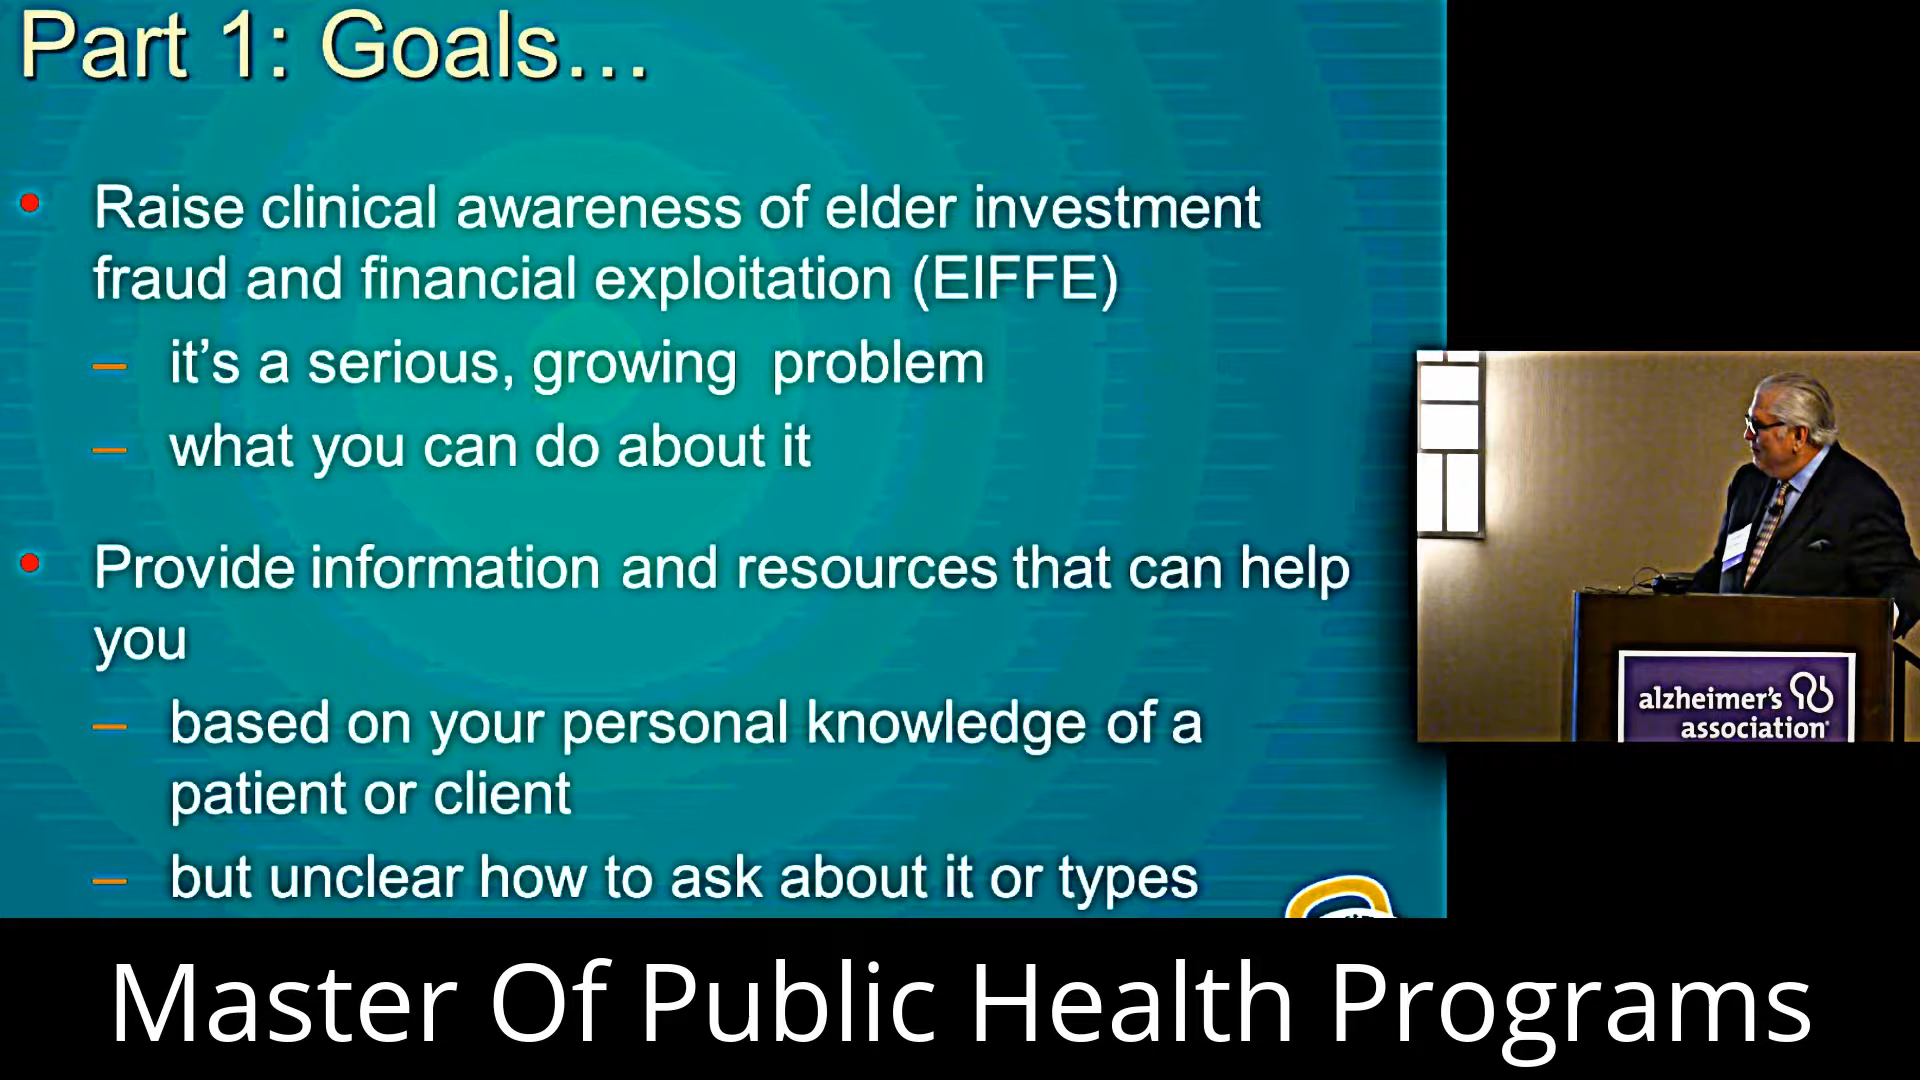 Part 1: Goals…
• Raise clinical awareness of elder investment
fraud and financial exploitation (EIFFE)
– it’s a serious, growing problem
– what you can do about it
• Provide information and resources that can help
you
– based on your personal knowledge of a
patient or client
– but unclear how to ask about it or types
alzheimer's
association®
Master Of Public Health Programs